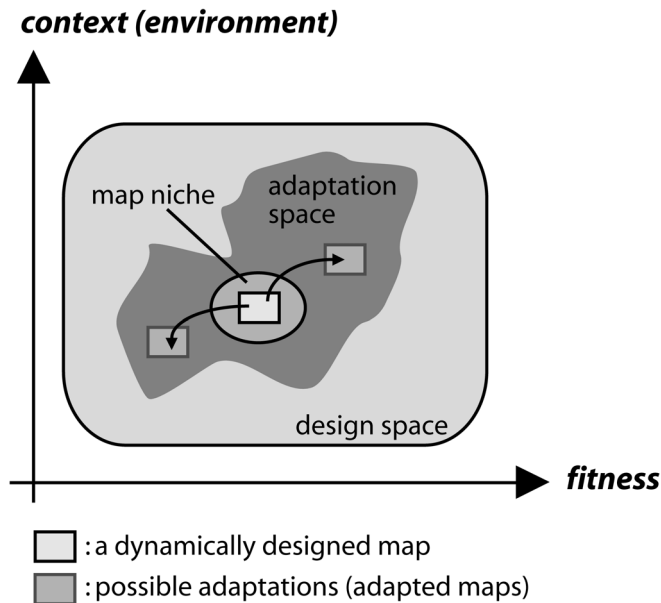 context (environment)
map niche
adaptation
space
design space
fitness
: a dynamically designed map
: possible adaptations (adapted maps)